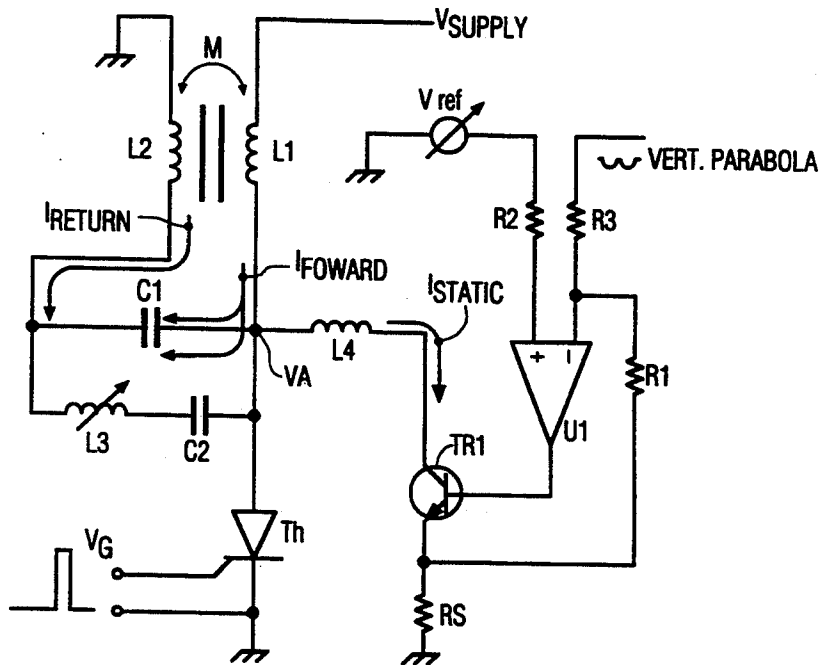 VSUPPLY
M
V ref
L2
L1
VERT. PARABOLA
R2
R3
IRETURN
IFOWARD
C1
ISTATIC
L4
VA
+
−
R1
U1
L3
C2
TR1
Th
VG
RS